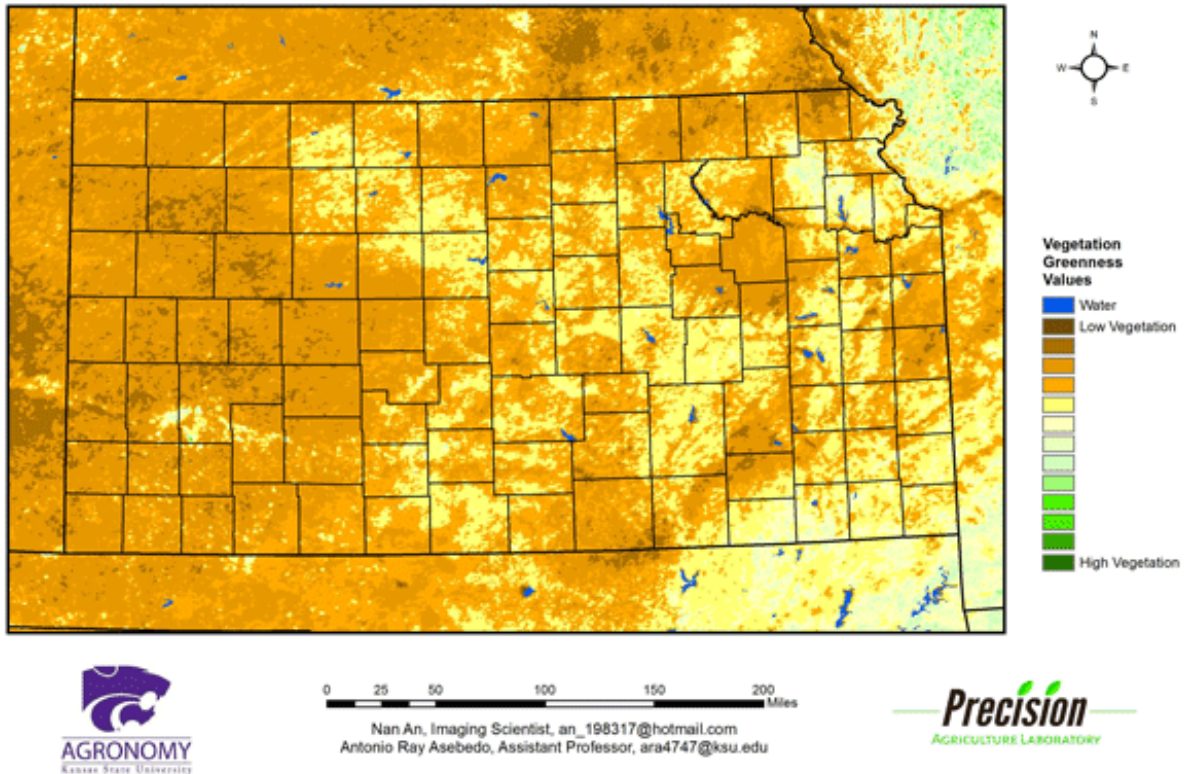 N
W E
S
Vegetation
Greenness
Values
Water
Low Vegetation
High Vegetation
0 25 50 100 150 200
Miles
Nan An, Imaging Scientist, an_198317@hotmail.com
Antonio Ray Asebedo, Assistant Professor, ara4747@ksu.edu
AGRONOMY
Kansas State University
Precision
AGRICULTURE LABORATORY